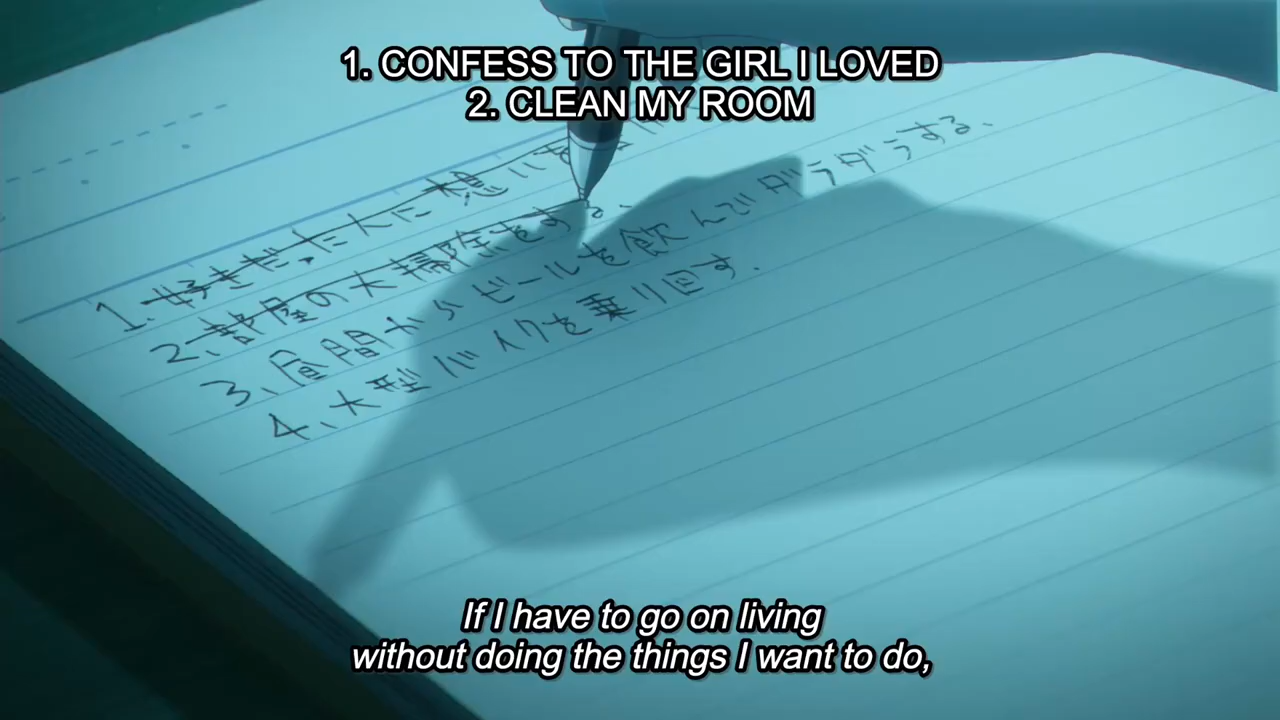 1. CONFESS TO THE GIRL I LOVED
2. CLEAN MY ROOM
1、好きだった人に想いを
2、部屋の大掃除をする、
3、昼間からビールを飲んでダラダラする、
4、大型バイクを乗り回す.
If I have to go on living
without doing the things I want to do,